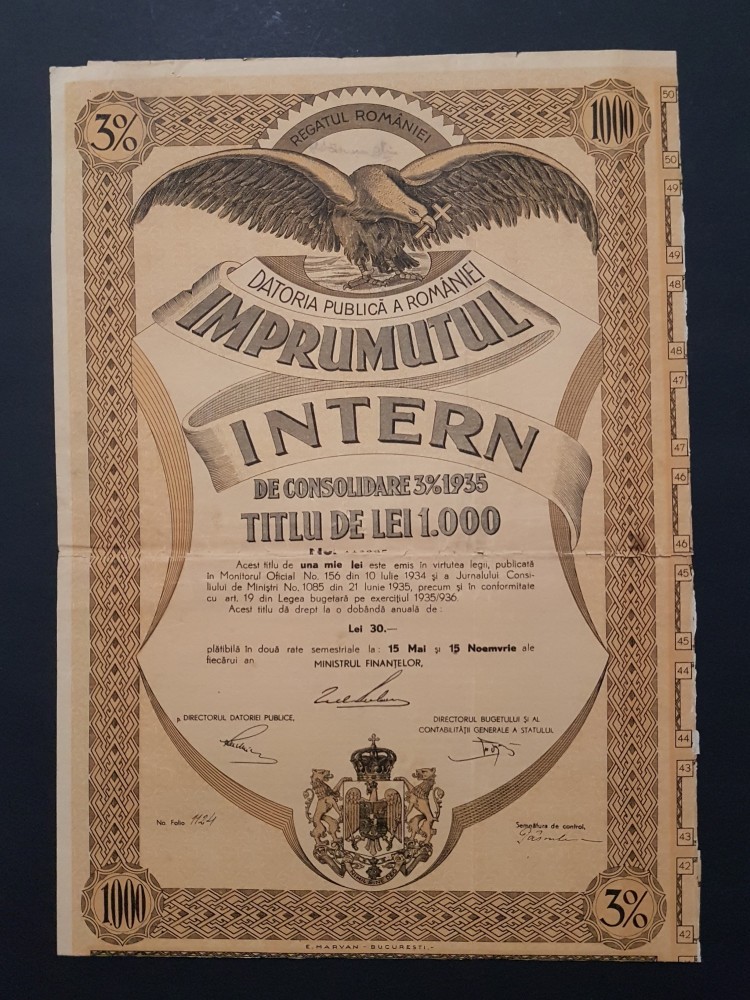 3%
1000
REGATUL ROMÂNIEI
DATORIA PUBLICĂ A ROMÂNIEI
IMPRUMUTUL
INTERN
DE CONSOLIDARE 3% 1935
TITLU DE LEI 1.000
No.
Acest titlu de una mie lei este emis în virtutea legii, publicată
în Monitorul Oficial No. 156 din 10 Iulie 1934 și a Jurnalului Consi-
liului de Miniștri No. 1085 din 21 Iunie 1935, precum și în conformitate
cu art. 19 din Legea bugetară pe exercițiul 1935/936.
Acest titlu dă drept la o dobândă anuală de :
Lei 30.—
plătibilă în două rate semestriale la : 15 Mai și 15 Noemvrie ale
fiecărui an
MINISTRUL FINANȚELOR,
p. DIRECTORUL DATORIEI PUBLICE,
DIRECTORUL BUGETULUI ȘI AL
CONTABILITĂȚII GENERALE A STATULUI
No. Folio 1124
Semnătura de control,
1000
3%
E. MARVAN - BUCUREȘTI.-
50
50
49
49
48
48
47
47
46
46
45
45
44
44
43
43
42
42